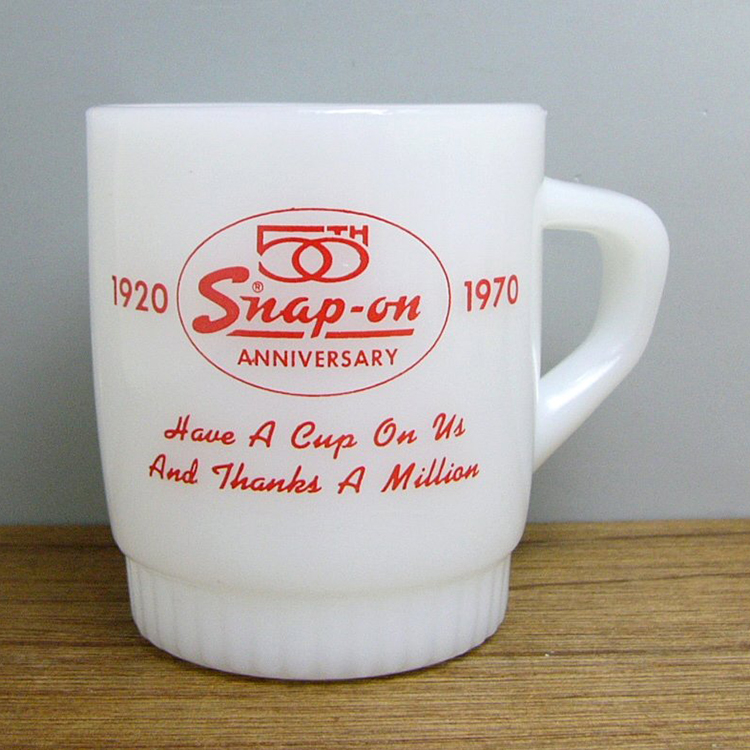 50TH
1920 Snap-on® 1970
ANNIVERSARY
Have A Cup On Us
And Thanks A Million